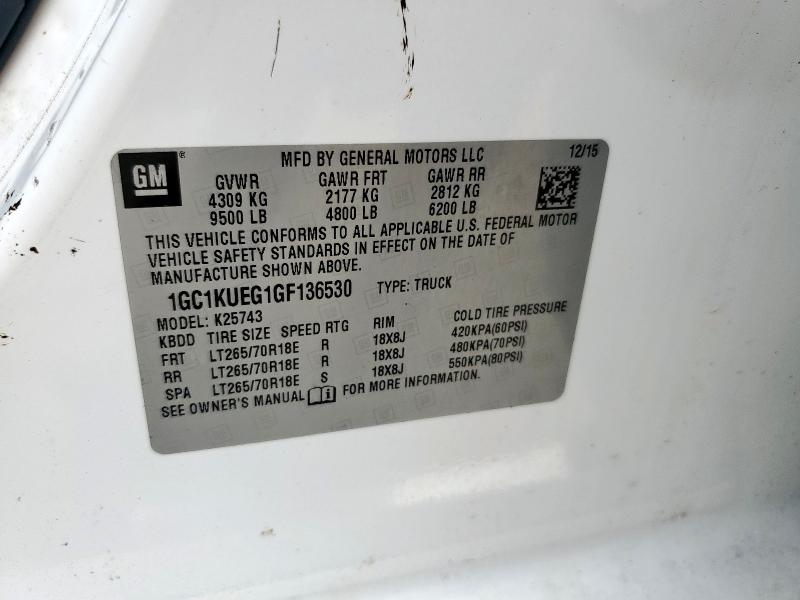 GM ® MFD BY GENERAL MOTORS LLC 12/15
GVWR GAWR FRT GAWR RR
4309 KG 2177 KG 2812 KG
9500 LB 4800 LB 6200 LB
THIS VEHICLE CONFORMS TO ALL APPLICABLE U.S. FEDERAL MOTOR
VEHICLE SAFETY STANDARDS IN EFFECT ON THE DATE OF
MANUFACTURE SHOWN ABOVE.
1GC1KUEG1GF136530 TYPE: TRUCK
MODEL: K25743
KBDD TIRE SIZE SPEED RTG RIM COLD TIRE PRESSURE
FRT LT265/70R18E R 18X8J 420KPA(60PSI)
RR LT265/70R18E R 18X8J 480KPA(70PSI)
SPA LT265/70R18E S 18X8J 550KPA(80PSI)
SEE OWNER'S MANUAL FOR MORE INFORMATION.